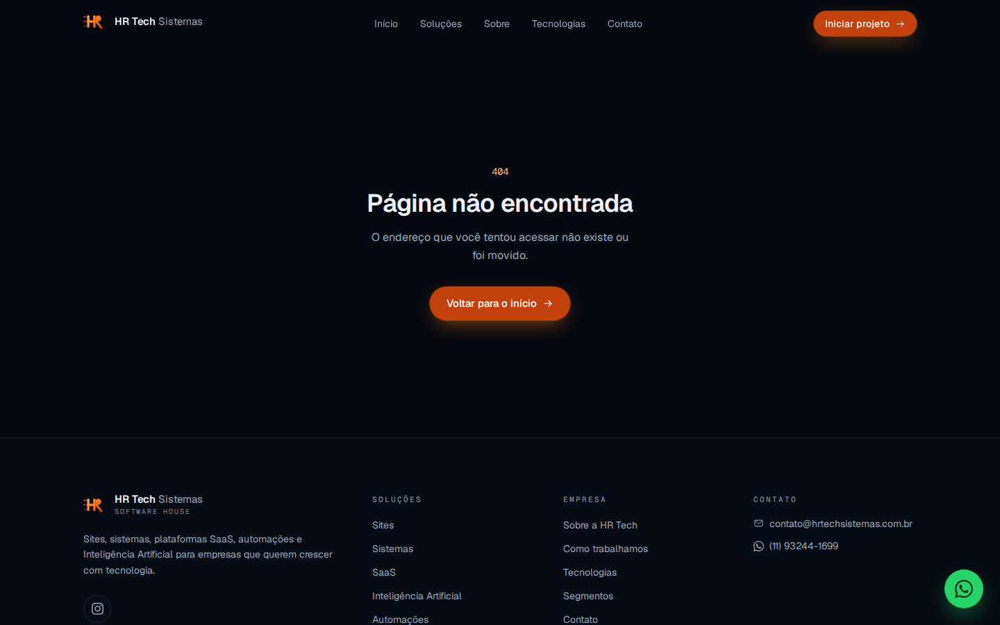 HR Tech Sistemas
Início
Soluções
Sobre
Tecnologias
Contato
Iniciar projeto →
404
Página não encontrada
O endereço que você tentou acessar não existe ou
foi movido.
Voltar para o início →
HR Tech Sistemas
SOFTWARE HOUSE
Sites, sistemas, plataformas SaaS, automações e
Inteligência Artificial para empresas que querem crescer
com tecnologia.
SOLUÇÕES
Sites
Sistemas
SaaS
Inteligência Artificial
Automações
EMPRESA
Sobre a HR Tech
Como trabalhamos
Tecnologias
Segmentos
Contato
CONTATO
contato@hrtechsistemas.com.br
(11) 93244-1699